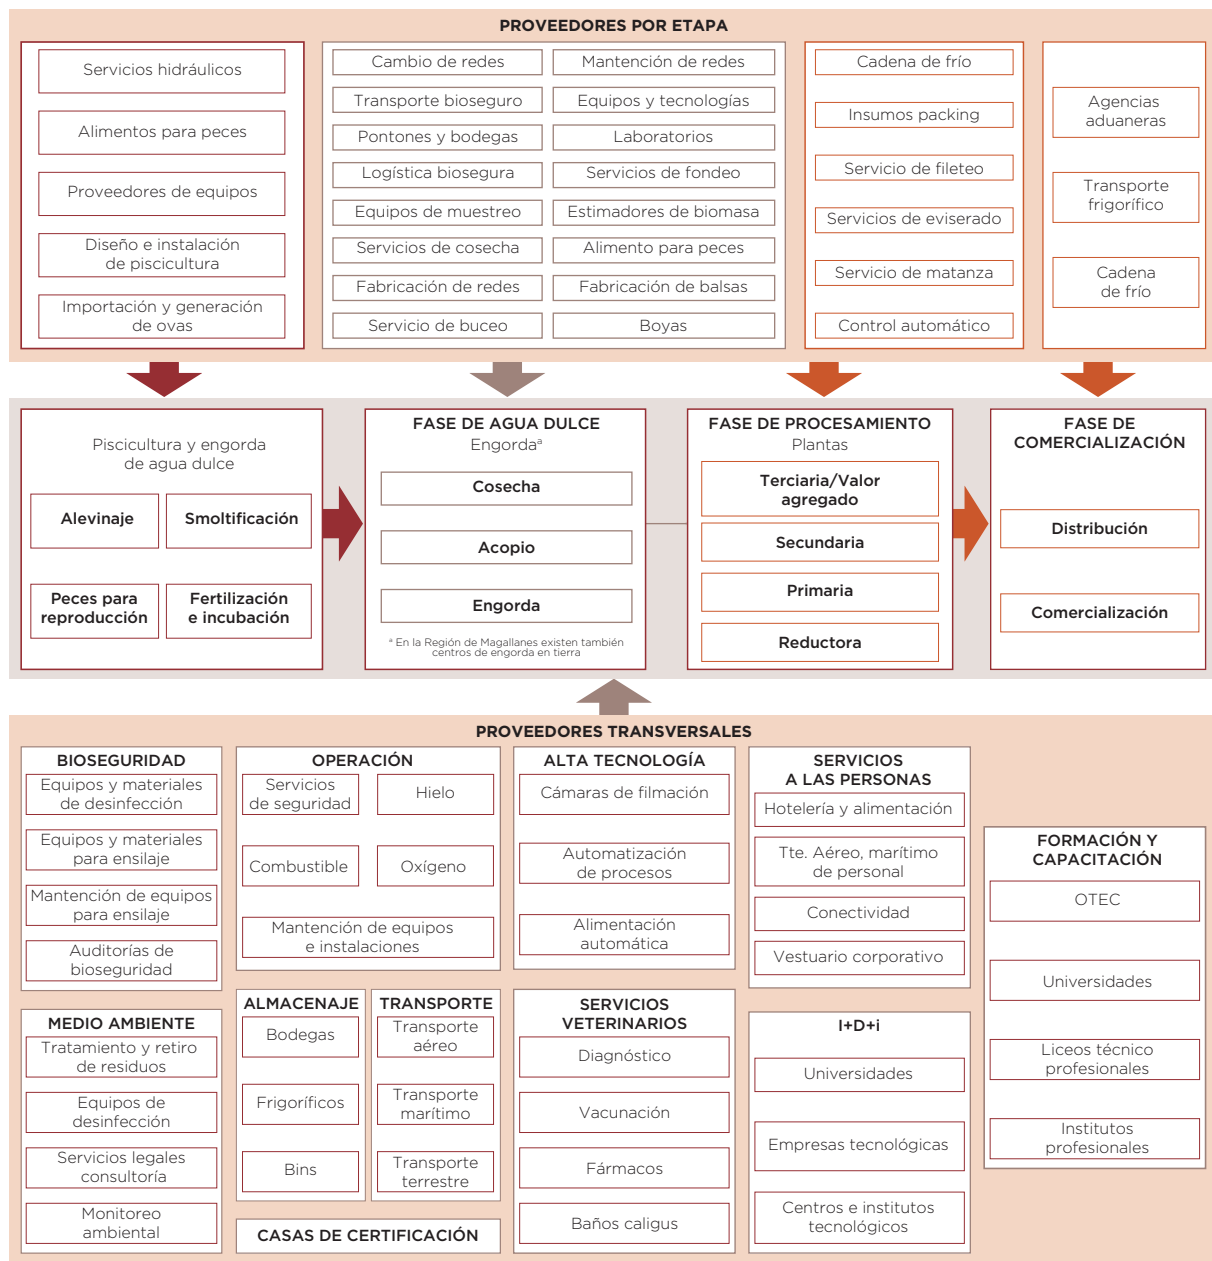 PROVEEDORES POR ETAPA
Servicios hidráulicos
Alimentos para peces
Proveedores de equipos
Diseño e instalación
de piscicultura
Importación y generación
de ovas
Cambio de redes
Mantención de redes
Transporte bioseguro
Equipos y tecnologías
Pontones y bodegas
Laboratorios
Logística biosegura
Servicios de fondeo
Equipos de muestreo
Estimadores de biomasa
Servicios de cosecha
Alimento para peces
Fabricación de redes
Fabricación de balsas
Servicio de buceo
Boyas
Cadena de frío
Insumos packing
Servicio de fileteo
Servicios de eviserado
Servicio de matanza
Control automático
Agencias
aduaneras
Transporte
frigorífico
Cadena
de frío
Piscicultura y engorda
de agua dulce
Alevinaje
Smoltificación
Peces para
reproducción
Fertilización
e incubación
FASE DE AGUA DULCE
Engordaª
Cosecha
Acopio
Engorda
ª En la Región de Magallanes existen también
centros de engorda en tierra
FASE DE PROCESAMIENTO
Plantas
Terciaria/Valor
agregado
Secundaria
Primaria
Reductora
FASE DE
COMERCIALIZACIÓN
Distribución
Comercialización
PROVEEDORES TRANSVERSALES
BIOSEGURIDAD
Equipos y materiales
de desinfección
Equipos y materiales
para ensilaje
Mantención de equipos
para ensilaje
Auditorías de
bioseguridad
MEDIO AMBIENTE
Tratamiento y retiro
de residuos
Equipos de
desinfección
Servicios legales
consultoría
Monitoreo
ambiental
OPERACIÓN
Servicios
de seguridad
Hielo
Combustible
Oxígeno
Mantención de equipos
e instalaciones
ALMACENAJE
Bodegas
Frigoríficos
Bins
TRANSPORTE
Transporte
aéreo
Transporte
marítimo
Transporte
terrestre
CASAS DE CERTIFICACIÓN
ALTA TECNOLOGÍA
Cámaras de filmación
Automatización
de procesos
Alimentación
automática
SERVICIOS
VETERINARIOS
Diagnóstico
Vacunación
Fármacos
Baños caligus
SERVICIOS
A LAS PERSONAS
Hotelería y alimentación
Tte. Aéreo, marítimo
de personal
Conectividad
Vestuario corporativo
I+D+i
Universidades
Empresas tecnológicas
Centros e institutos
tecnológicos
FORMACIÓN Y
CAPACITACIÓN
OTEC
Universidades
Liceos técnico
profesionales
Institutos
profesionales